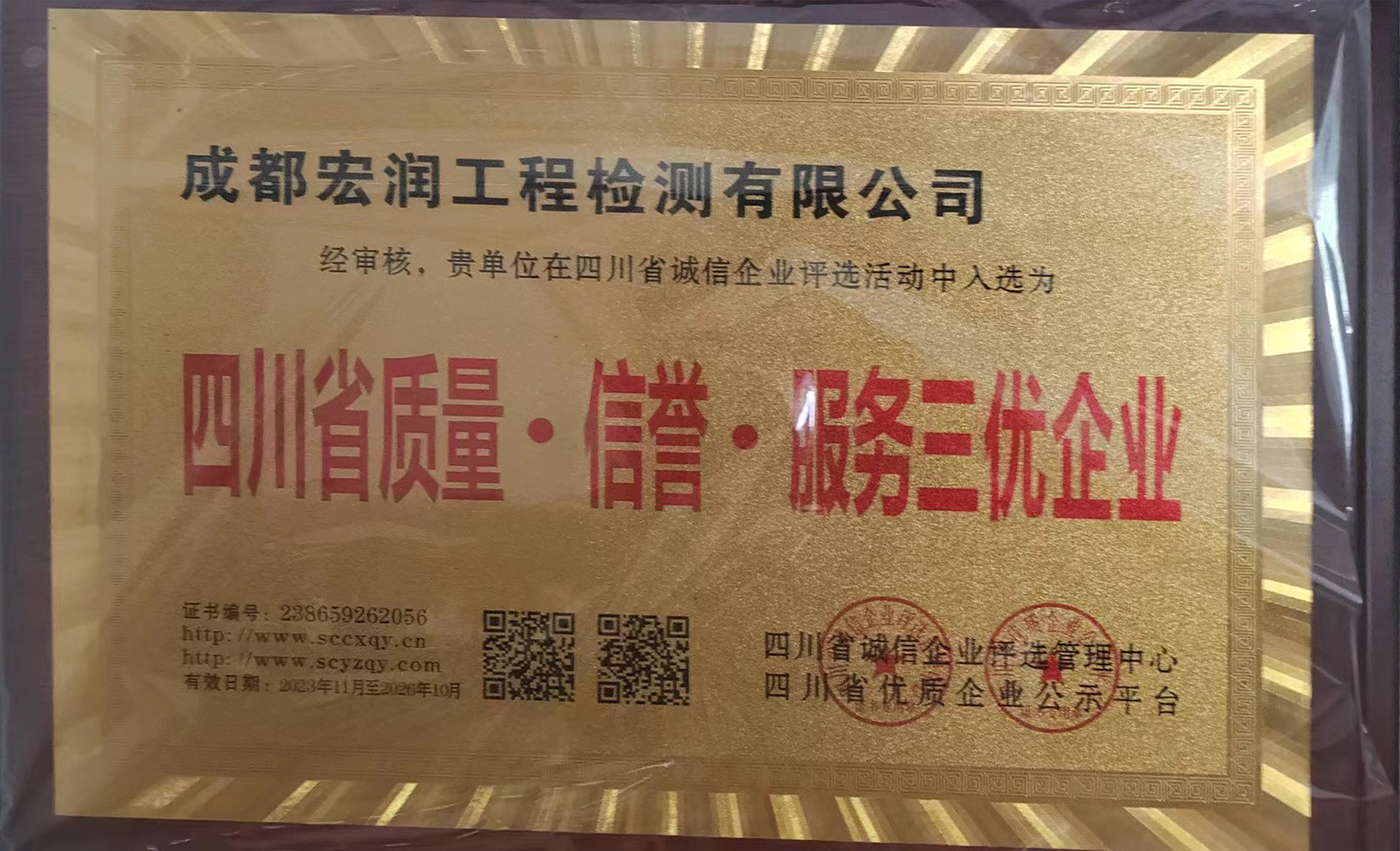 成都宏润工程检测有限公司
经审核，贵单位在四川省诚信企业评选活动中入选为
四川省质量·信誉·服务三优企业
证书编号：238659262056
http://www.sccxqy.cn
http://www.scyzqy.com
有效日期：2023年11月至2026年10月
四川省诚信企业评选管理中心
四川省优质企业公示平台